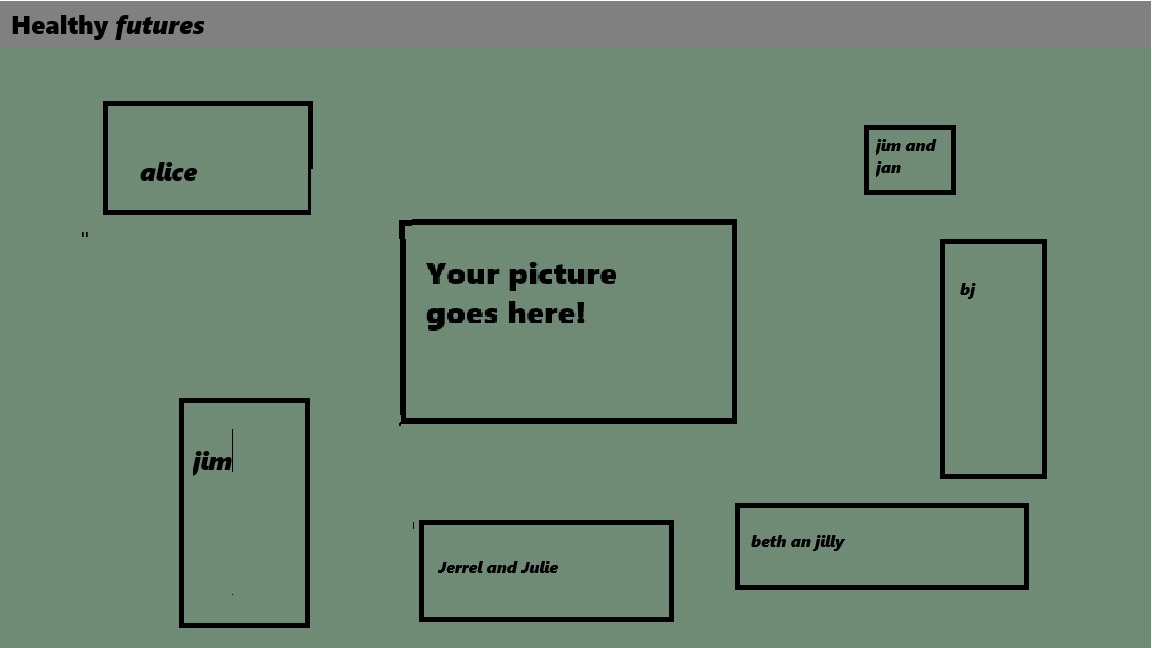 Healthy futures
alice
jim and
jan
"
Your picture
goes here!
bj
jim
Jerrel and Julie
beth an jilly